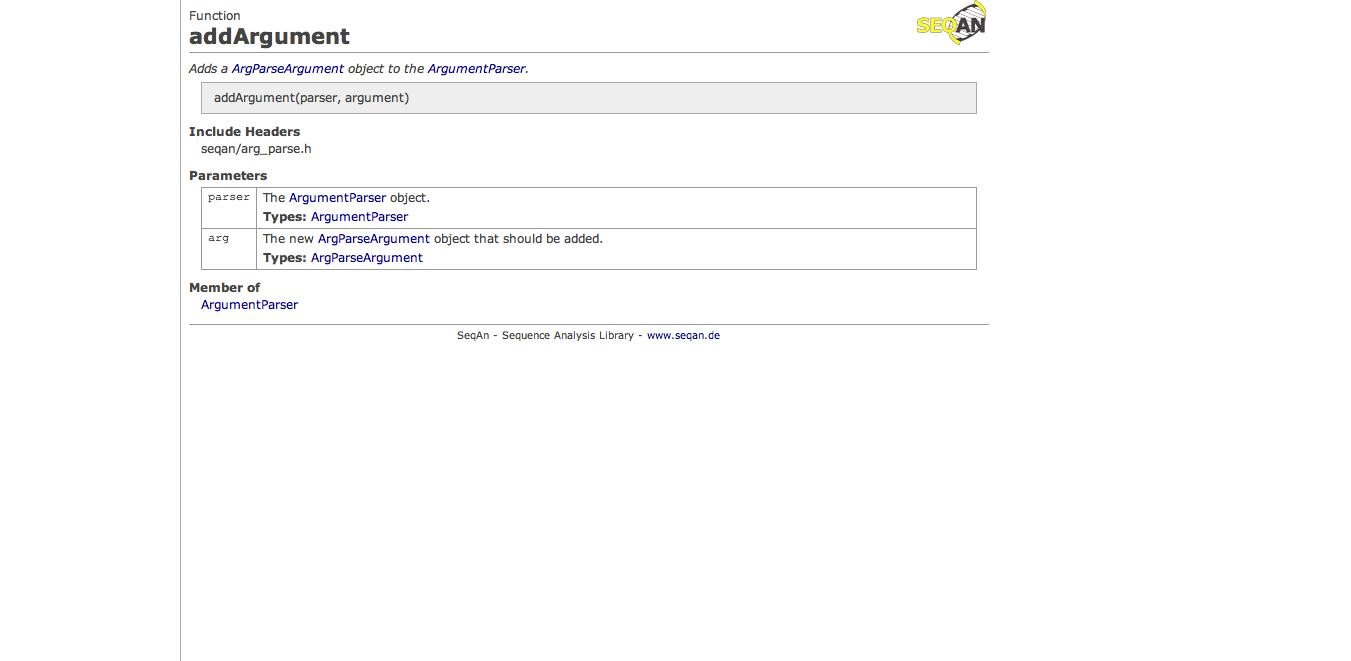 Function
addArgument
SEQAN
Adds a ArgParseArgument object to the ArgumentParser.
addArgument(parser, argument)
Include Headers
seqan/arg_parse.h
Parameters
parser The ArgumentParser object.
Types: ArgumentParser
arg The new ArgParseArgument object that should be added.
Types: ArgParseArgument
Member of
ArgumentParser
SeqAn - Sequence Analysis Library - www.seqan.de